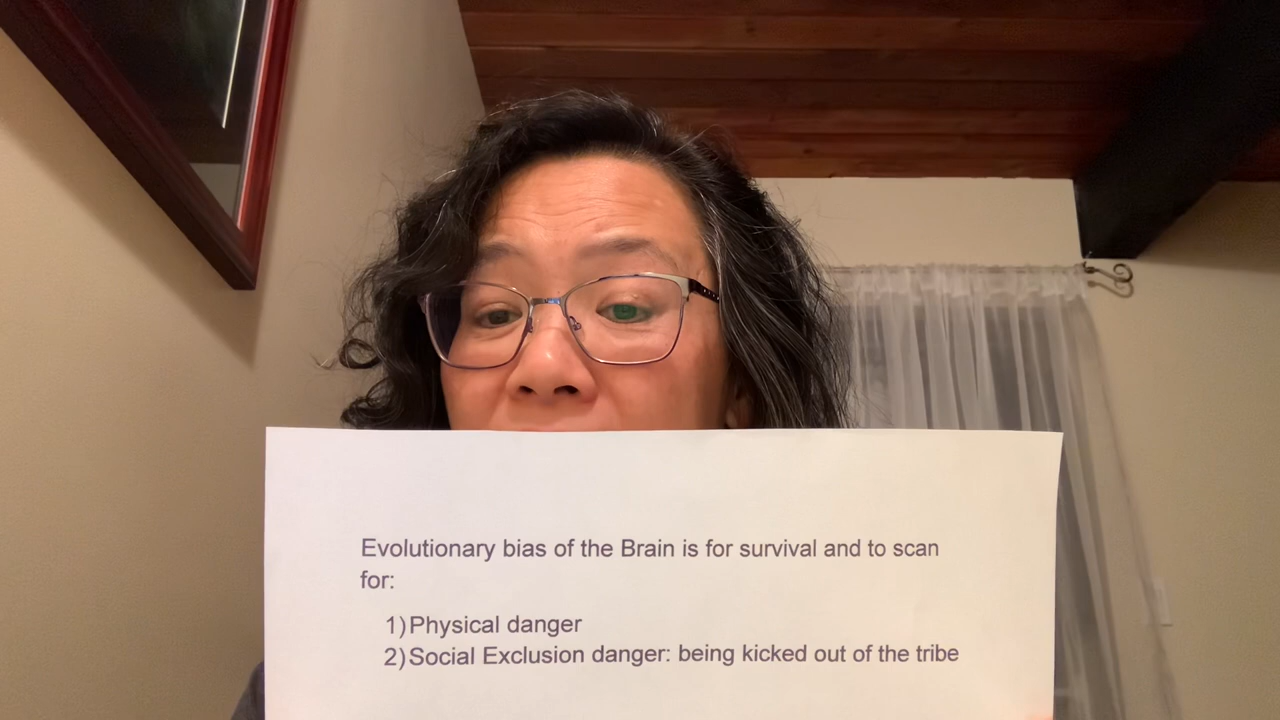 Evolutionary bias of the Brain is for survival and to scan
for:
1)Physical danger
2)Social Exclusion danger: being kicked out of the tribe